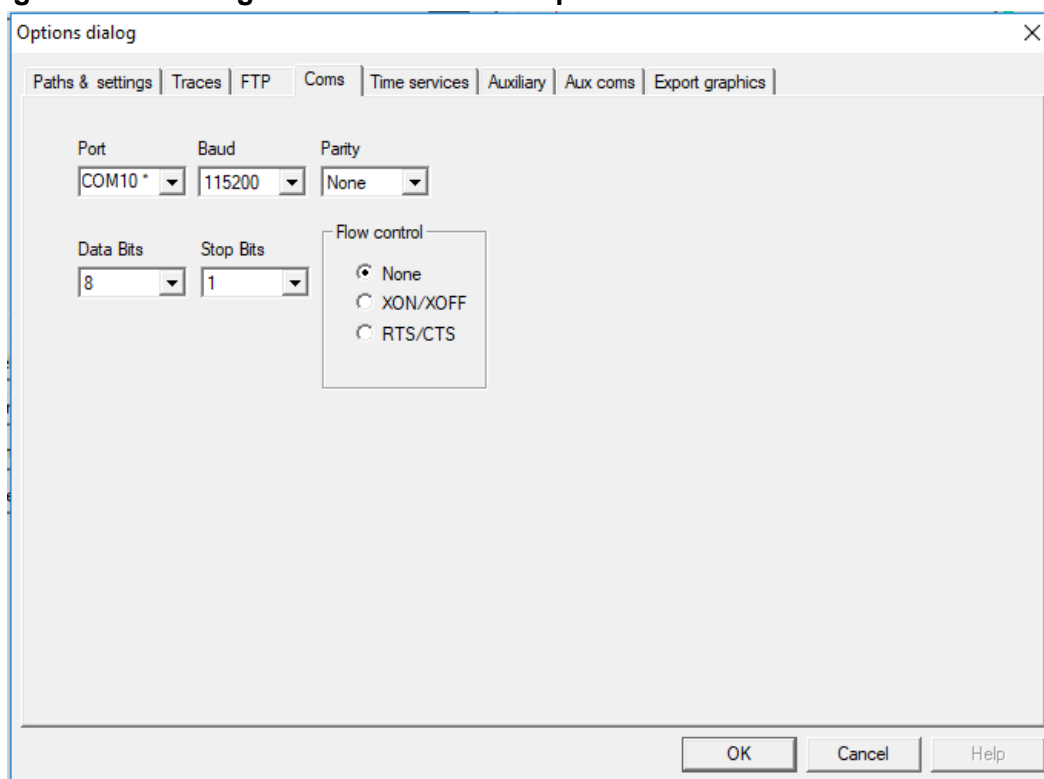 Options dialog
Paths & settings Traces FTP Coms Time services Auxiliary Aux coms Export graphics
Port Baud Parity
COM10 * 115200 None
Data Bits Stop Bits Flow control
8 1 None
XON/XOFF
RTS/CTS
OK Cancel Help